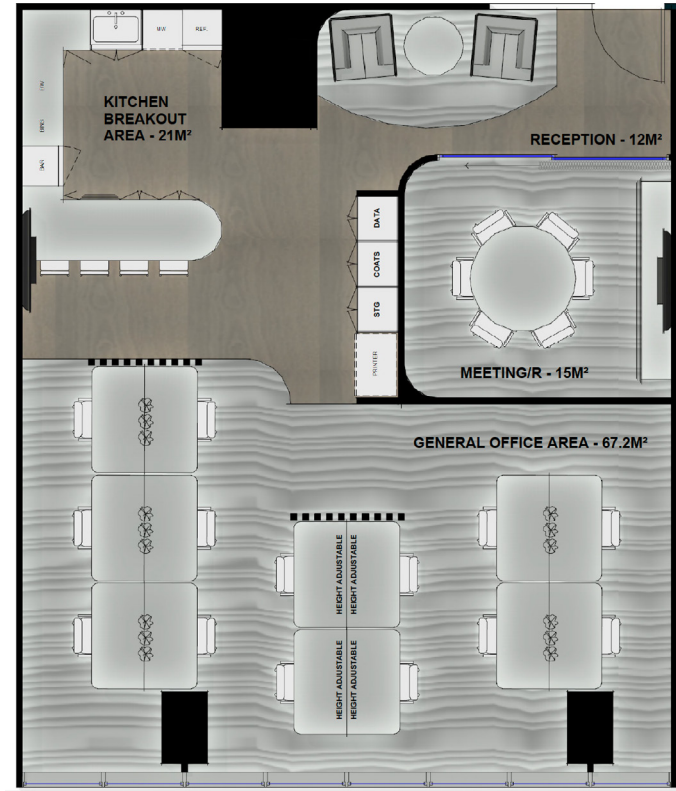 MW
REF.
KITCHEN
BREAKOUT
AREA - 21M²
RECEPTION - 12M²
BAR
DATA
COATS
STG
PRINTER
MEETING/R - 15M²
GENERAL OFFICE AREA - 67.2M²
HEIGHT ADJUSTABLE
HEIGHT ADJUSTABLE
HEIGHT ADJUSTABLE
HEIGHT ADJUSTABLE